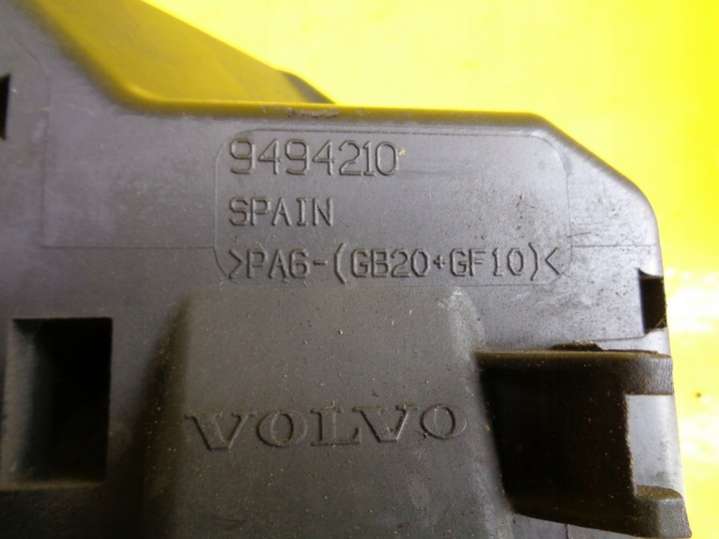 9494210
SPAIN
>PA6-(GB20+GF10)<
VOLVO